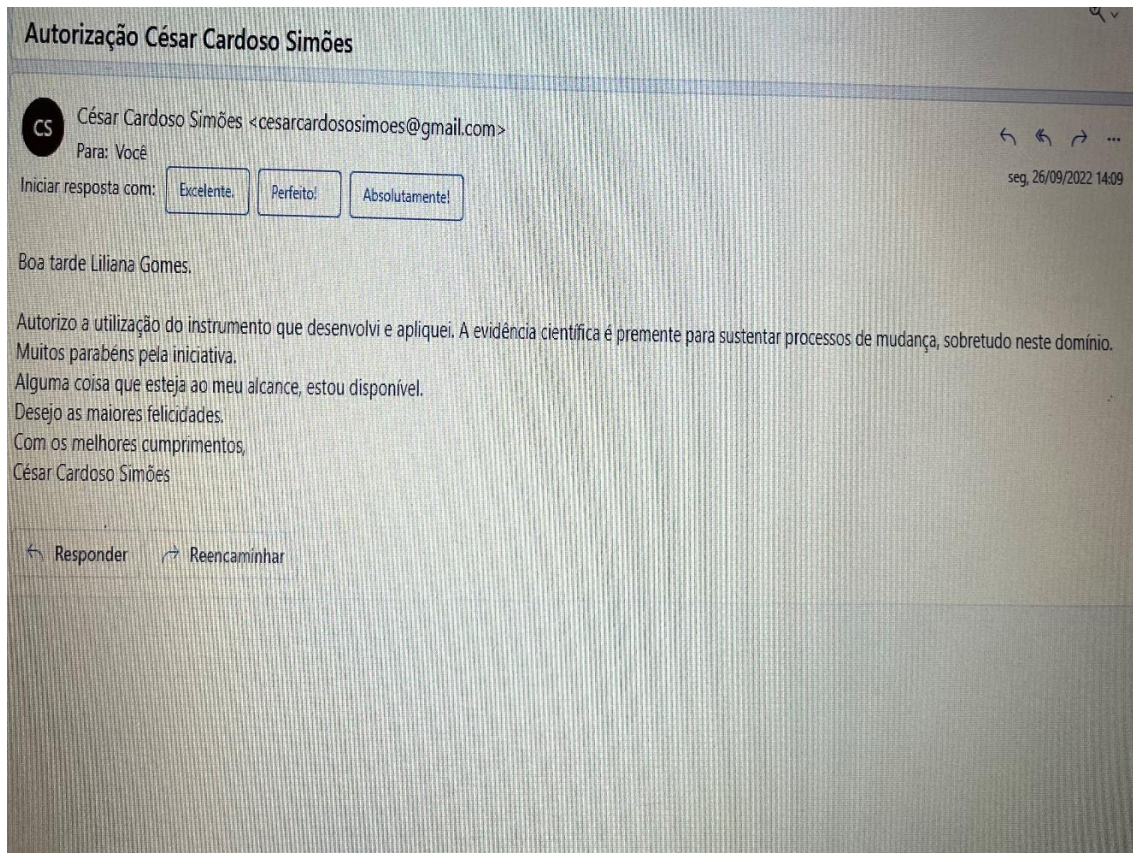 Autorização César Cardoso Simões
CS
César Cardoso Simões <cesarcardososimoes@gmail.com>
Para: Você
seg, 26/09/2022 14:09
Iniciar resposta com: Excelente. Perfeito! Absolutamente!
Boa tarde Liliana Gomes.
Autorizo a utilização do instrumento que desenvolvi e apliquei. A evidência científica é premente para sustentar processos de mudança, sobretudo neste domínio.
Muitos parabéns pela iniciativa.
Alguma coisa que esteja ao meu alcance, estou disponível.
Desejo as maiores felicidades.
Com os melhores cumprimentos,
César Cardoso Simões
Responder Reencaminhar